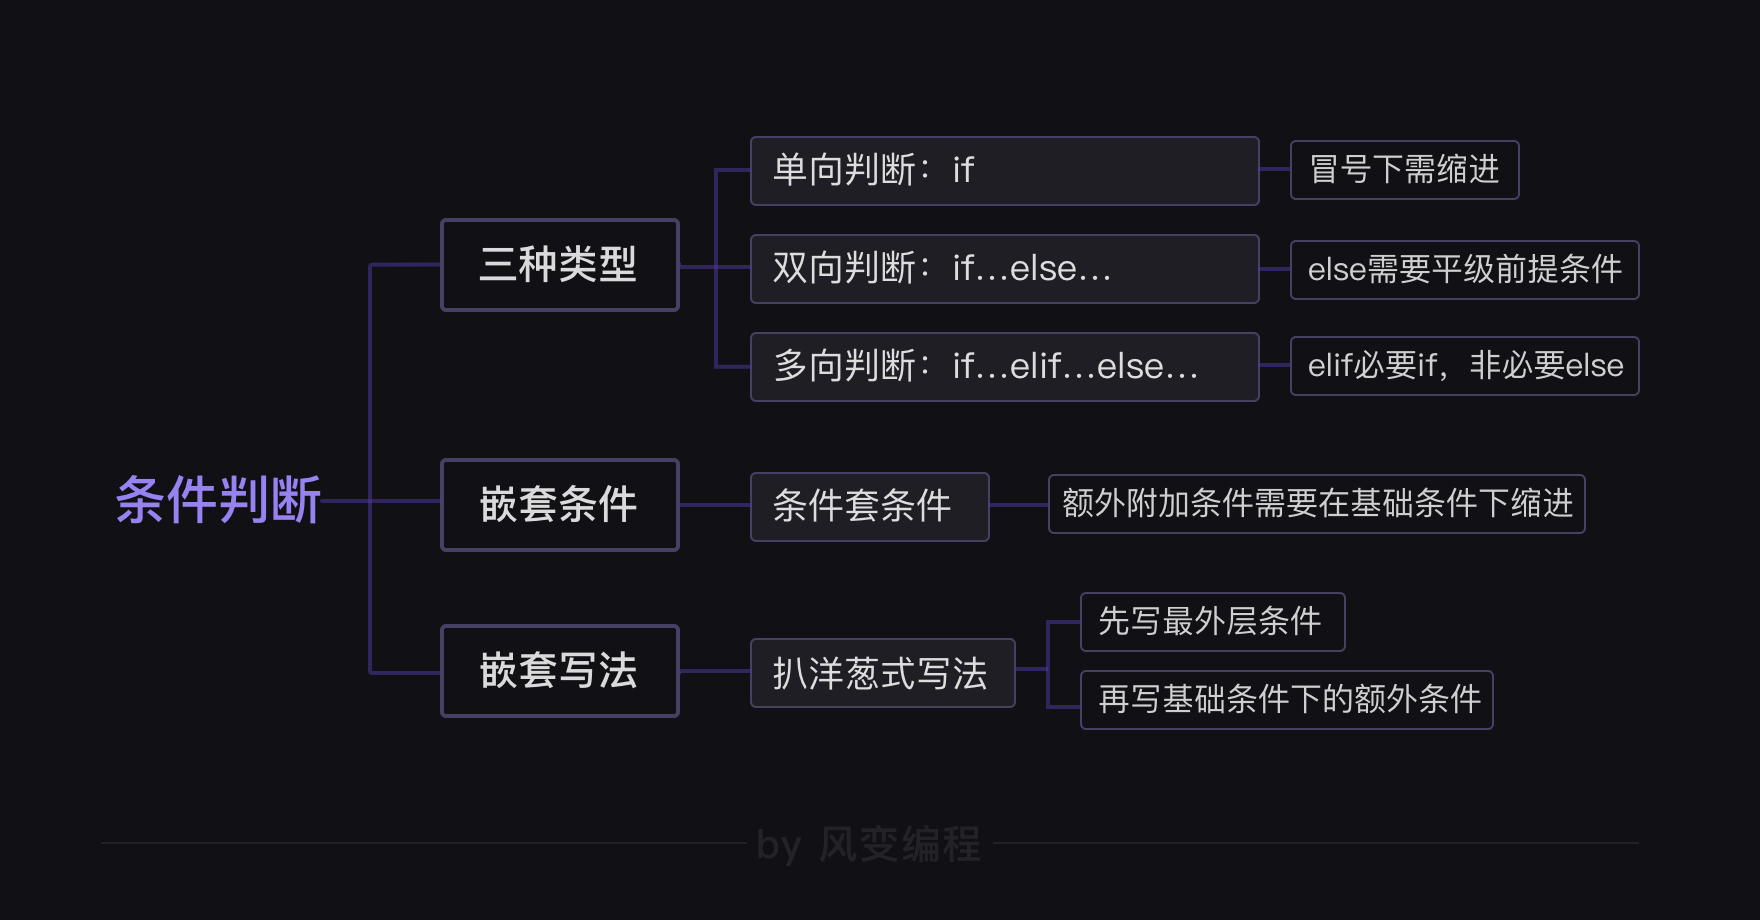 条件判断
三种类型
单向判断：if
冒号下需缩进
双向判断：if...else...
else需要平级前提条件
多向判断：if...elif...else...
elif必要if，非必要else
嵌套条件
条件套条件
额外附加条件需要在基础条件下缩进
嵌套写法
扒洋葱式写法
先写最外层条件
再写基础条件下的额外条件
by 风变编程